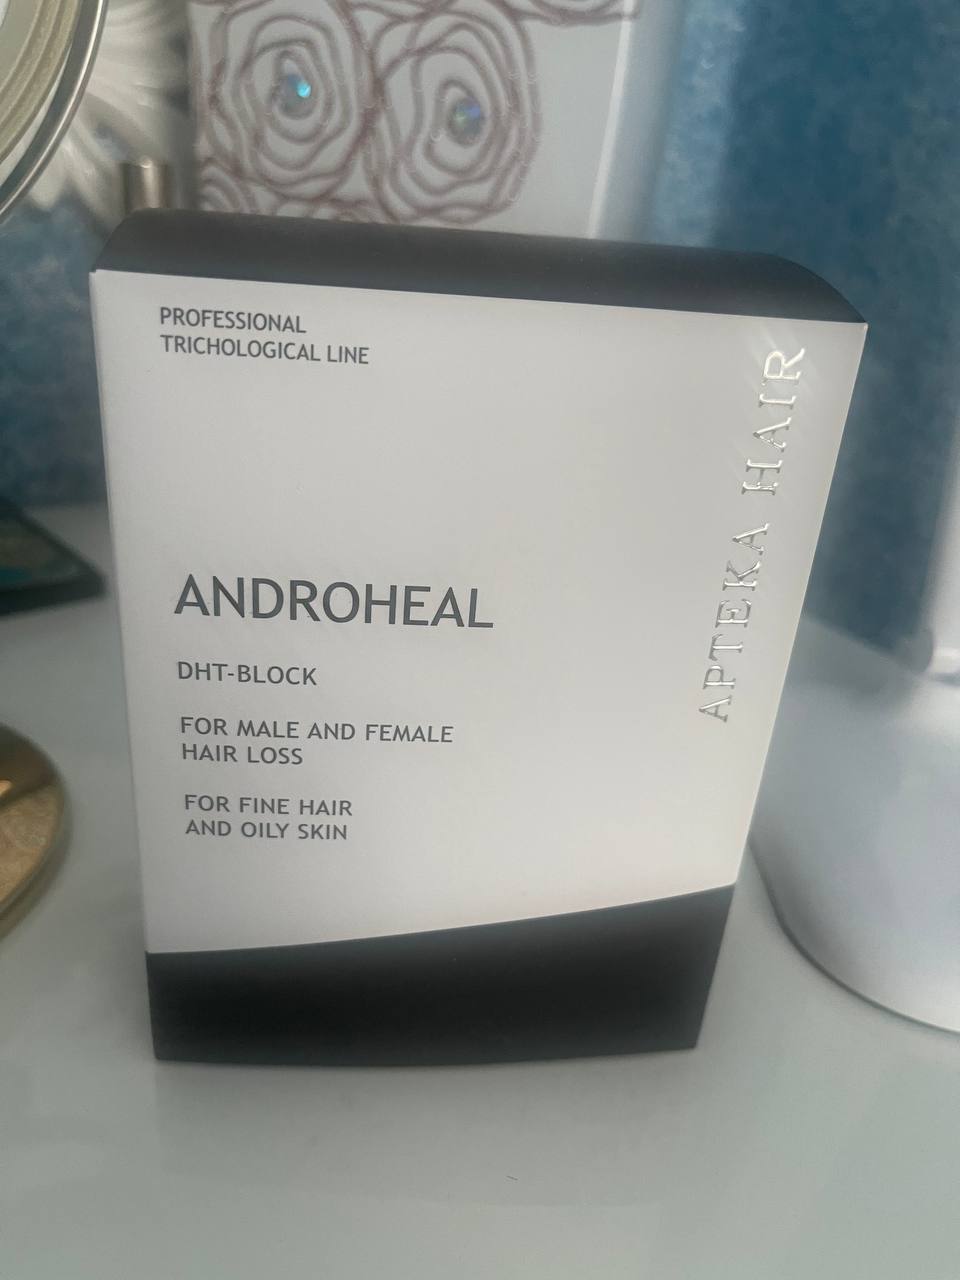 PROFESSIONAL
TRICHOLOGICAL LINE
APTEKA HAIR
ANDROHEAL
DHT-BLOCK
FOR MALE AND FEMALE
HAIR LOSS
FOR FINE HAIR
AND OILY SKIN